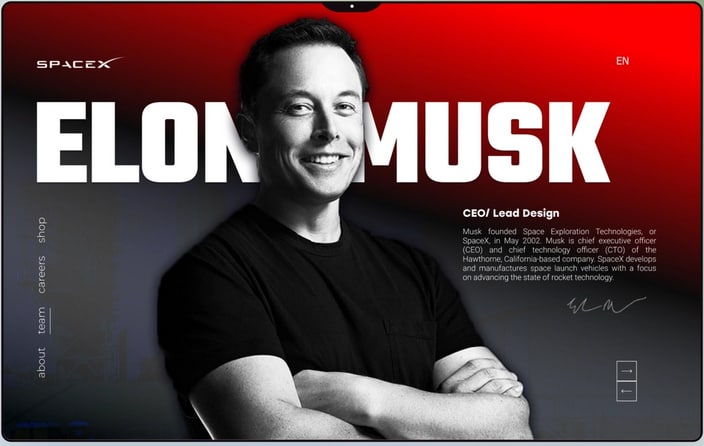 SPACEX
EN
ELON MUSK
shop
careers
team
about
CEO/ Lead Design
Musk founded Space Exploration Technologies, or
SpaceX, in May 2002. Musk is chief executive officer
(CEO) and chief technology officer (CTO) of the
Hawthorne, California-based company. SpaceX develops
and manufactures space launch vehicles with a focus
on advancing the state of rocket technology.